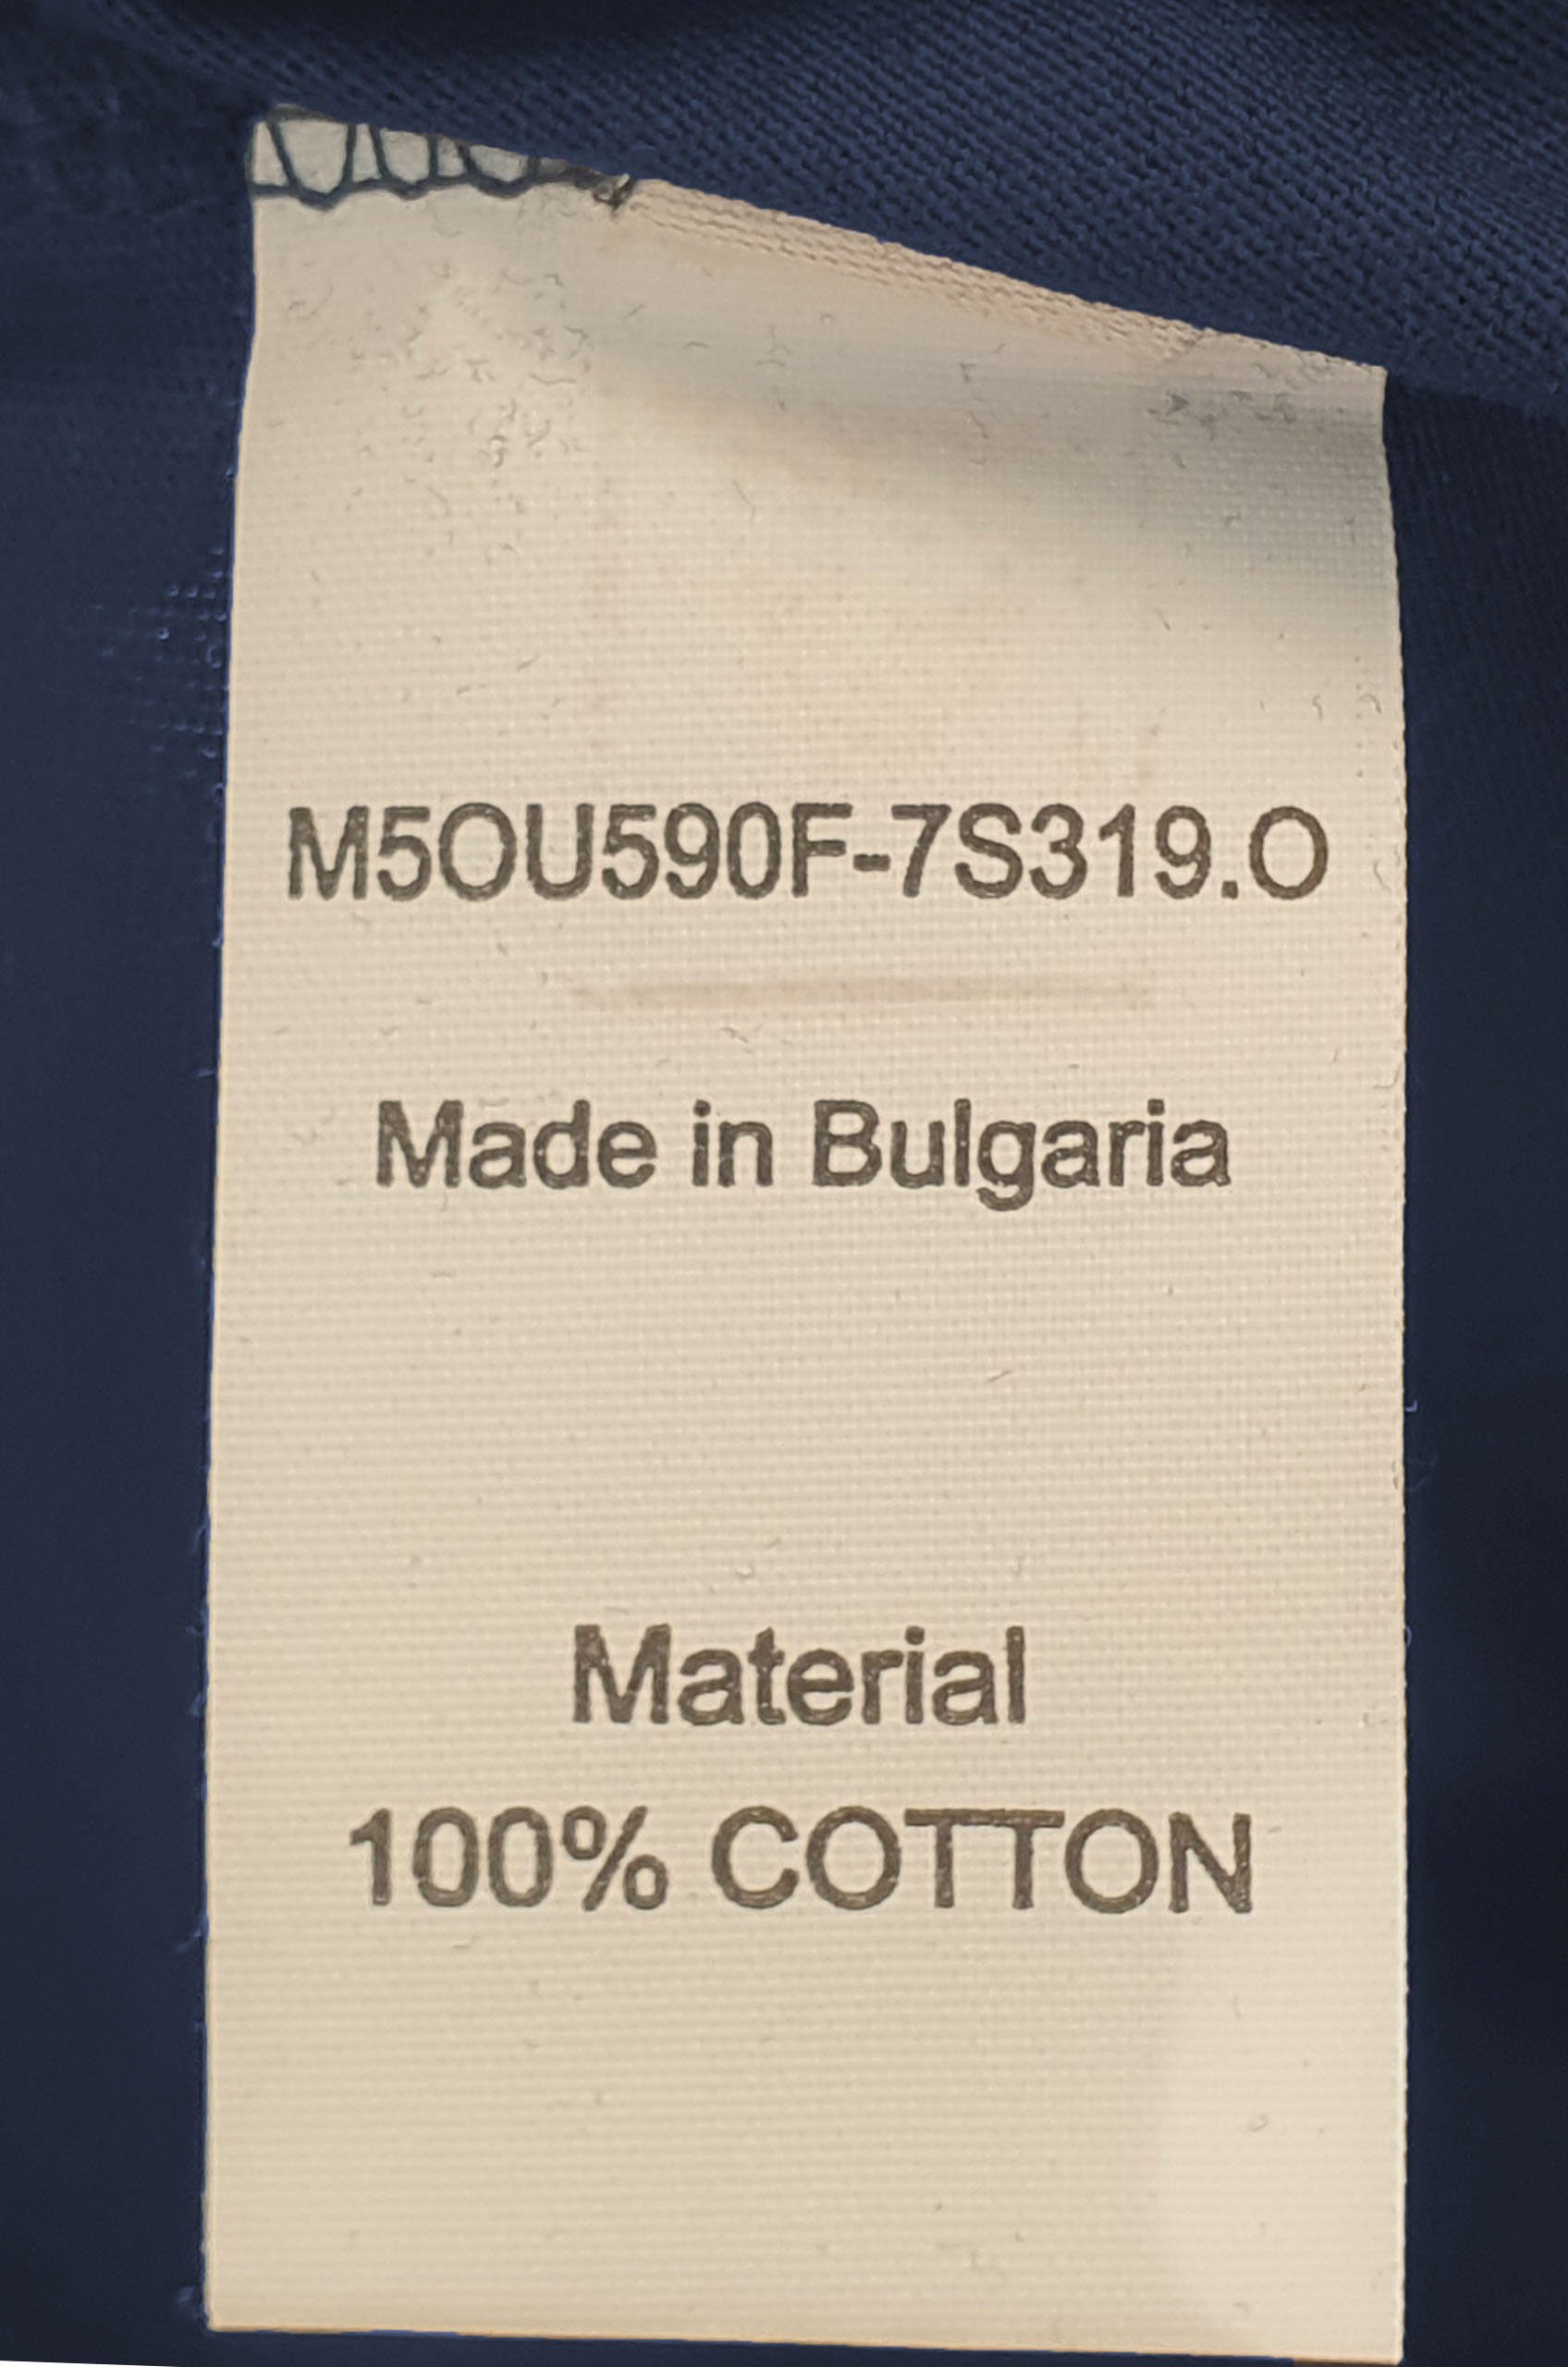 M5OU590F-7S319.O
Made in Bulgaria
Material
100% COTTON